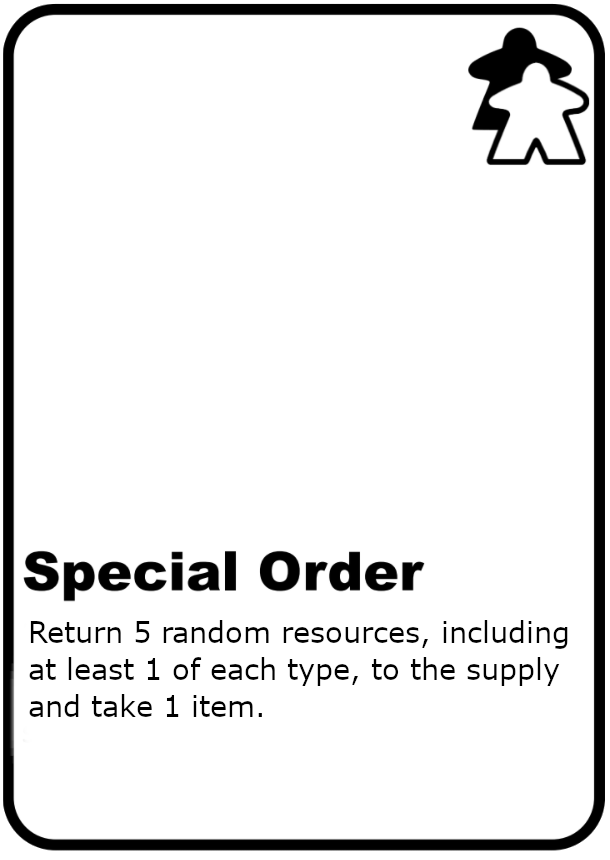 Special Order
Return 5 random resources, including
at least 1 of each type, to the supply
and take 1 item.